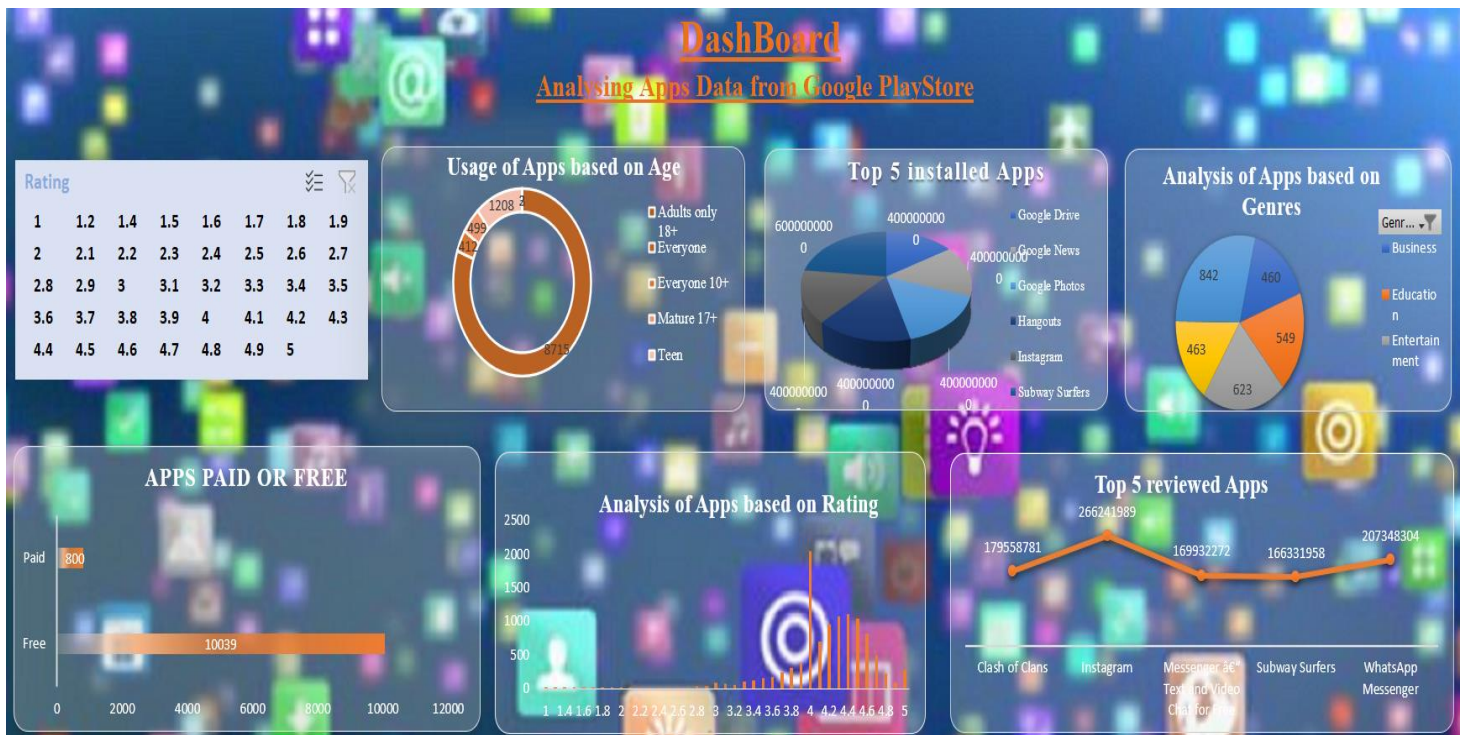 DashBoard
Analysing Apps Data from Google PlayStore
Rating
1 1.2 1.4 1.5 1.6 1.7 1.8 1.9
2 2.1 2.2 2.3 2.4 2.5 2.6 2.7
2.8 2.9 3 3.1 3.2 3.3 3.4 3.5
3.6 3.7 3.8 3.9 4 4.1 4.2 4.3
4.4 4.5 4.6 4.7 4.8 4.9 5
Usage of Apps based on Age
1208
499
412
8715
Adults only
18+
Everyone
Everyone 10+
Mature 17+
Teen
Top 5 installed Apps
600000000
0
400000000
0
400000000
0
400000000
400000000
0
400000000
0
Google Drive
Google News
Google Photos
Hangouts
Instagram
Subway Surfers
Analysis of Apps based on
Genres
842
460
463
549
623
Genr...
Business
Educatio
n
Entertain
ment
APPS PAID OR FREE
Paid
800
Free
10039
0 2000 4000 6000 8000 10000 12000
Analysis of Apps based on Rating
2500
2000
1500
1000
500
0
1 1.4 1.6 1.8 2 2.2 2.4 2.6 2.8 3 3.2 3.4 3.6 3.8 4 4.2 4.4 4.6 4.8 5
Top 5 reviewed Apps
179558781
266241989
169932272
166331958
207348304
Clash of Clans
Instagram
Messenger â€“
Text and Video
Chat for Free
Subway Surfers
WhatsApp
Messenger